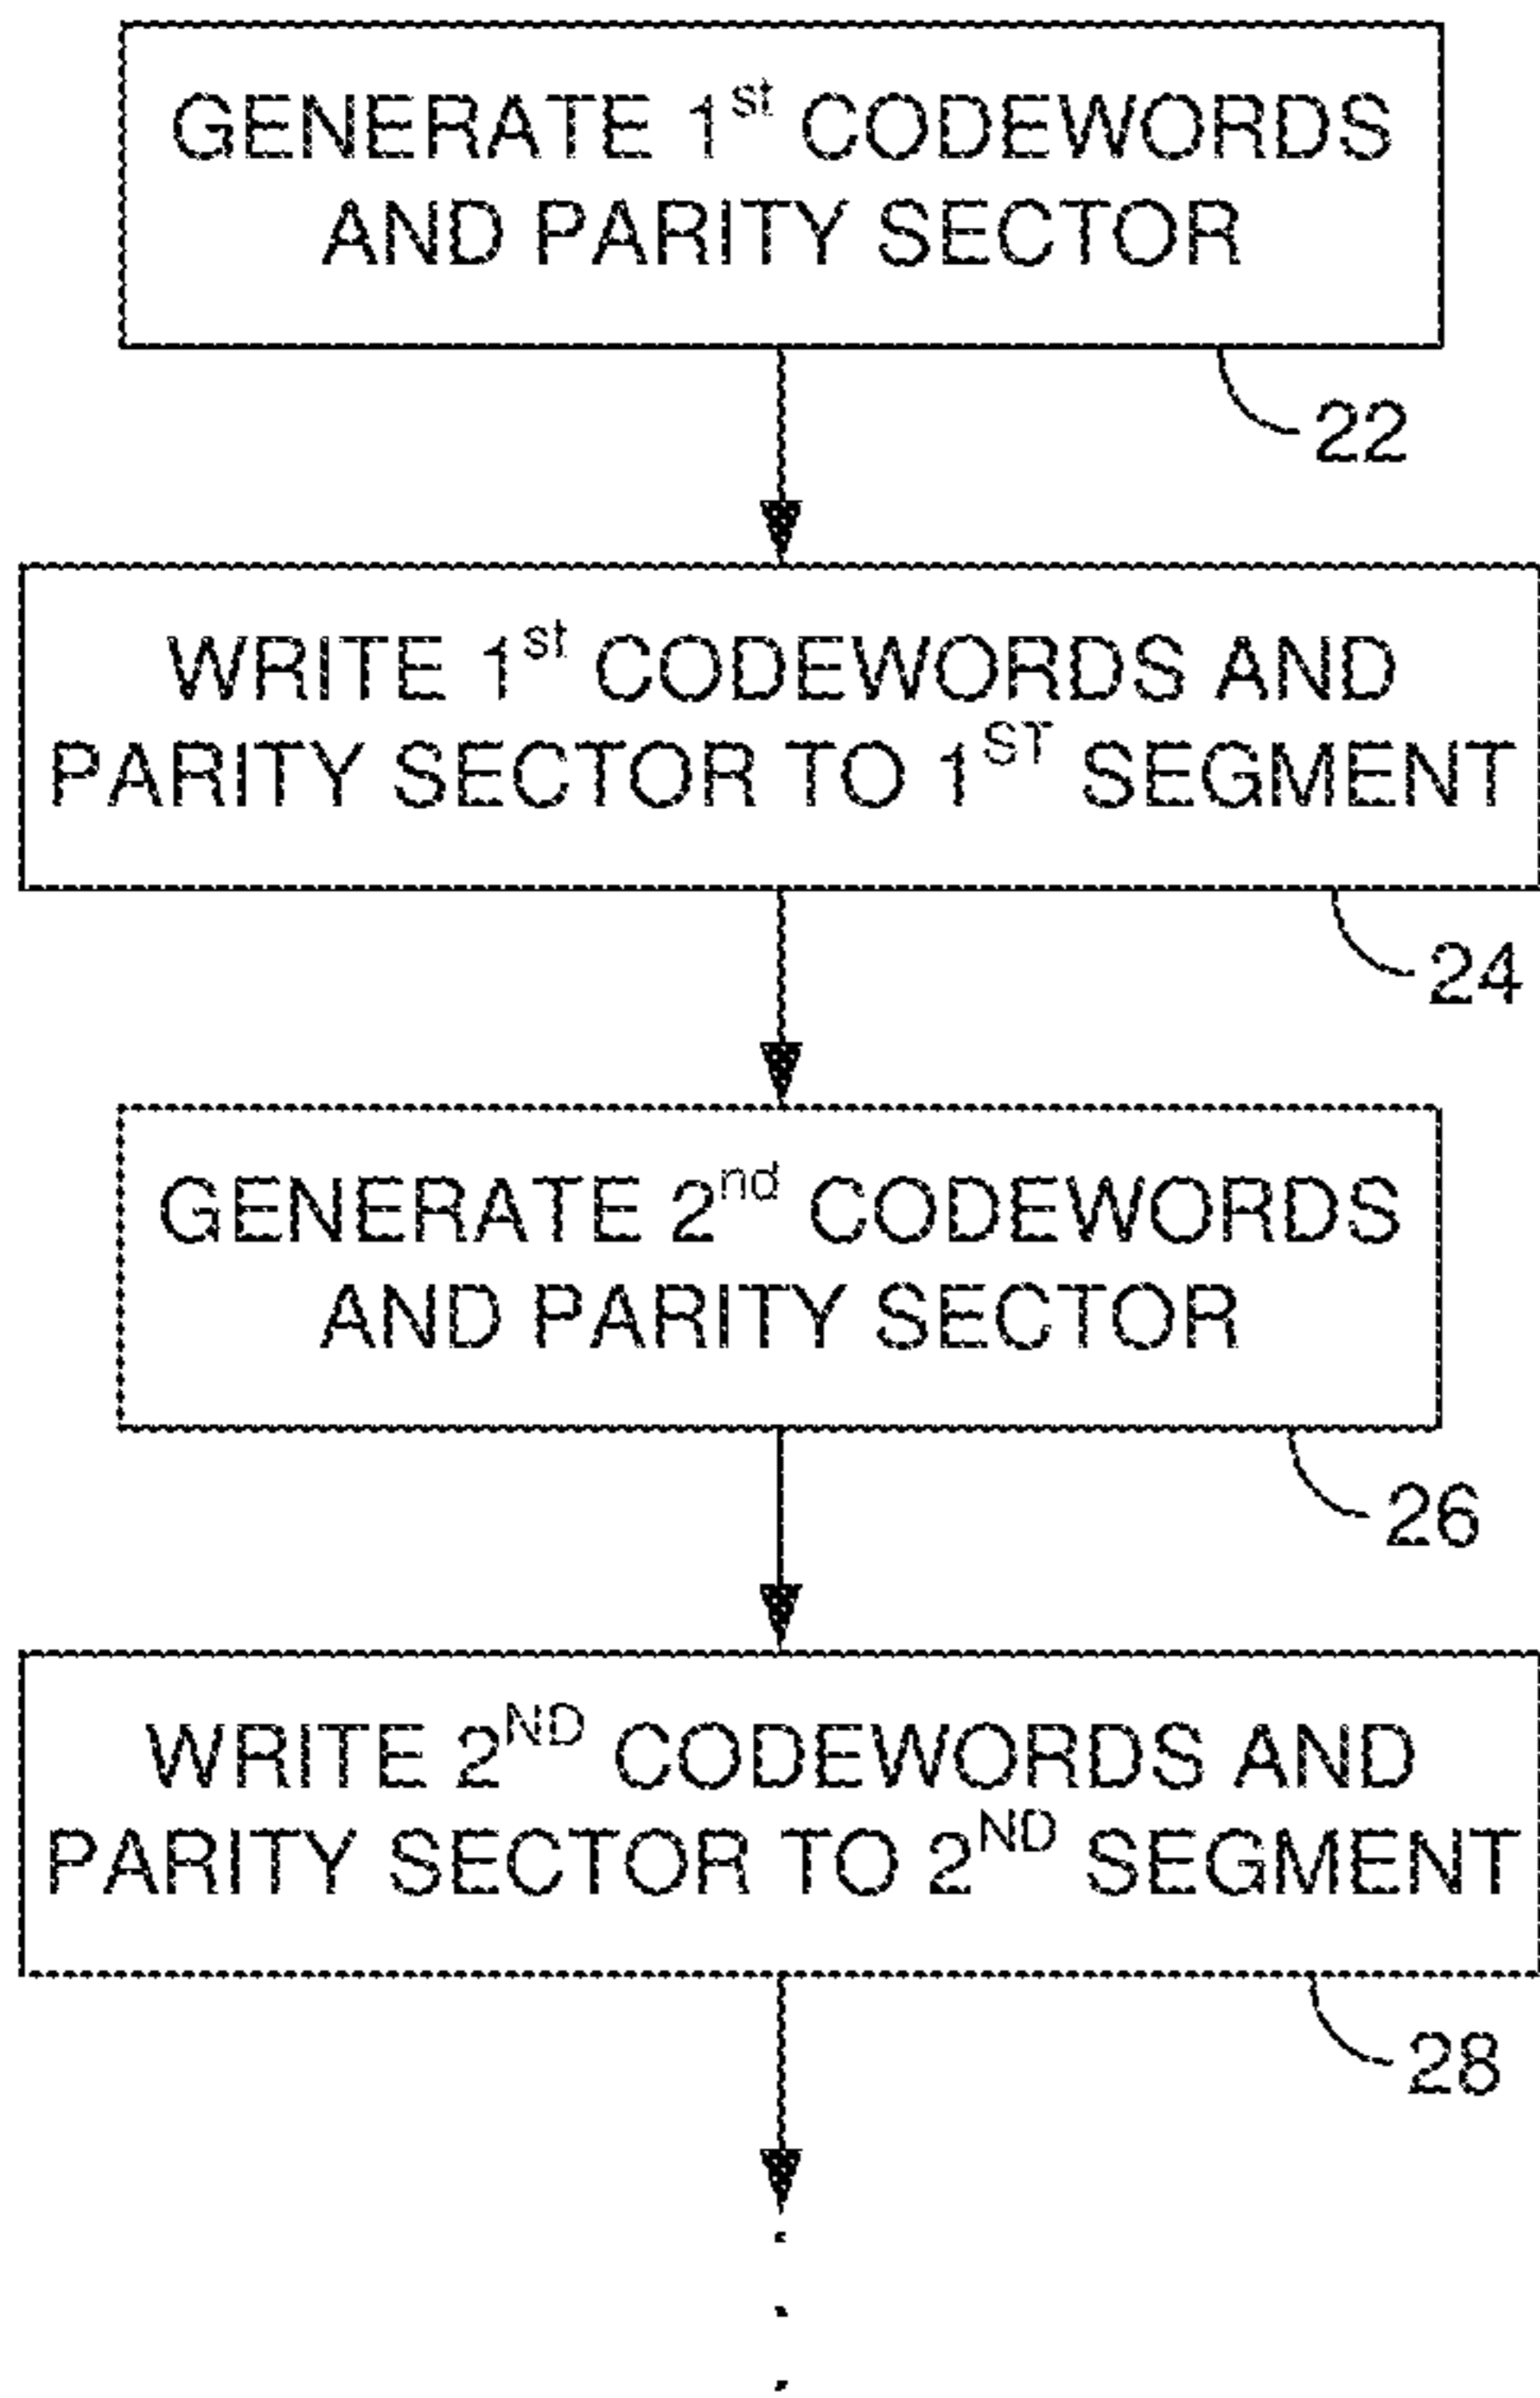 GENERATE 1st CODEWORDS
AND PARITY SECTOR
22
WRITE 1st CODEWORDS AND
PARITY SECTOR TO 1ST SEGMENT
24
GENERATE 2nd CODEWORDS
AND PARITY SECTOR
26
WRITE 2ND CODEWORDS AND
PARITY SECTOR TO 2ND SEGMENT
28